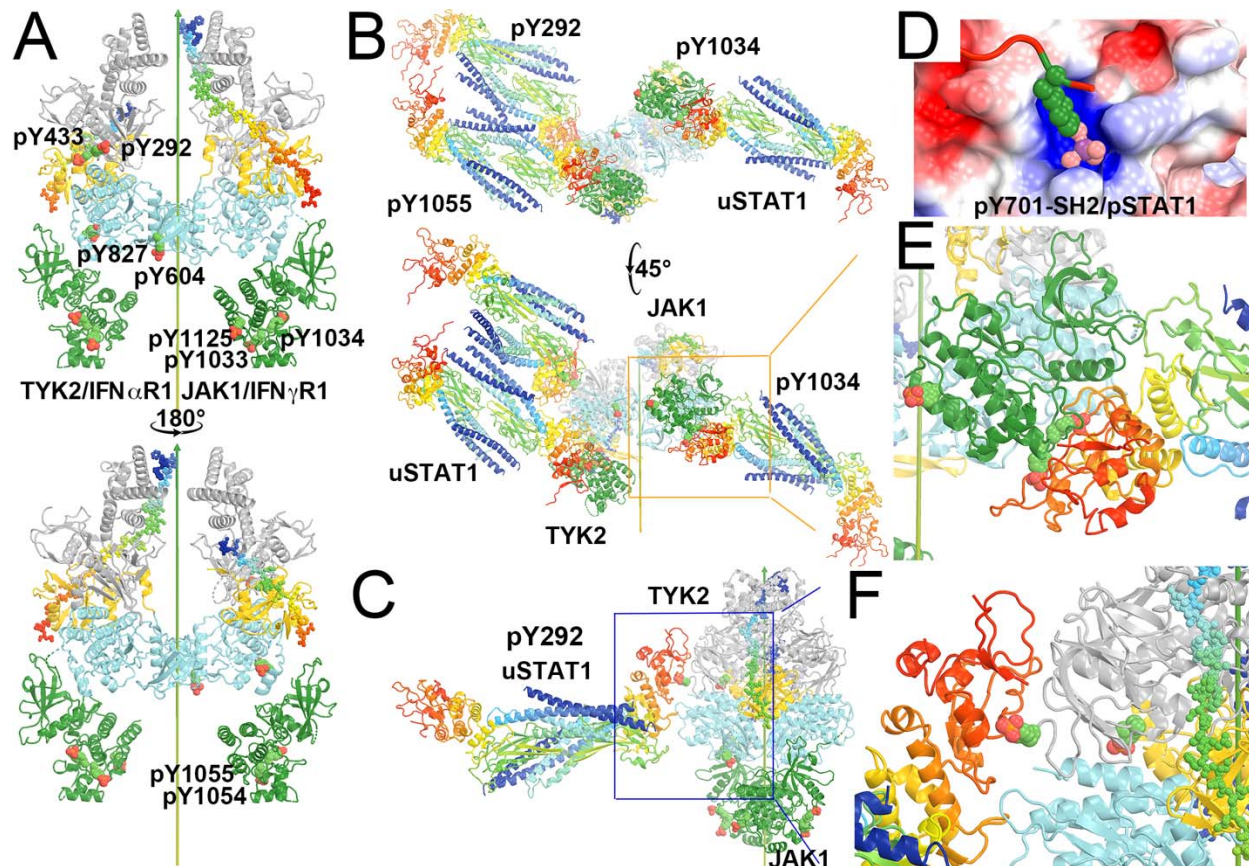 A
pY433
pY292
pY827
pY604
pY1125
pY1034
pY1033
TYK2/IFNαR1 JAK1/IFNγR1
180°
pY1055
pY1054
B
pY292
pY1034
pY1055
uSTAT1
45°
JAK1
pY1034
uSTAT1
TYK2
C
TYK2
pY292
uSTAT1
JAK1
D
pY701-SH2/pSTAT1
E
F